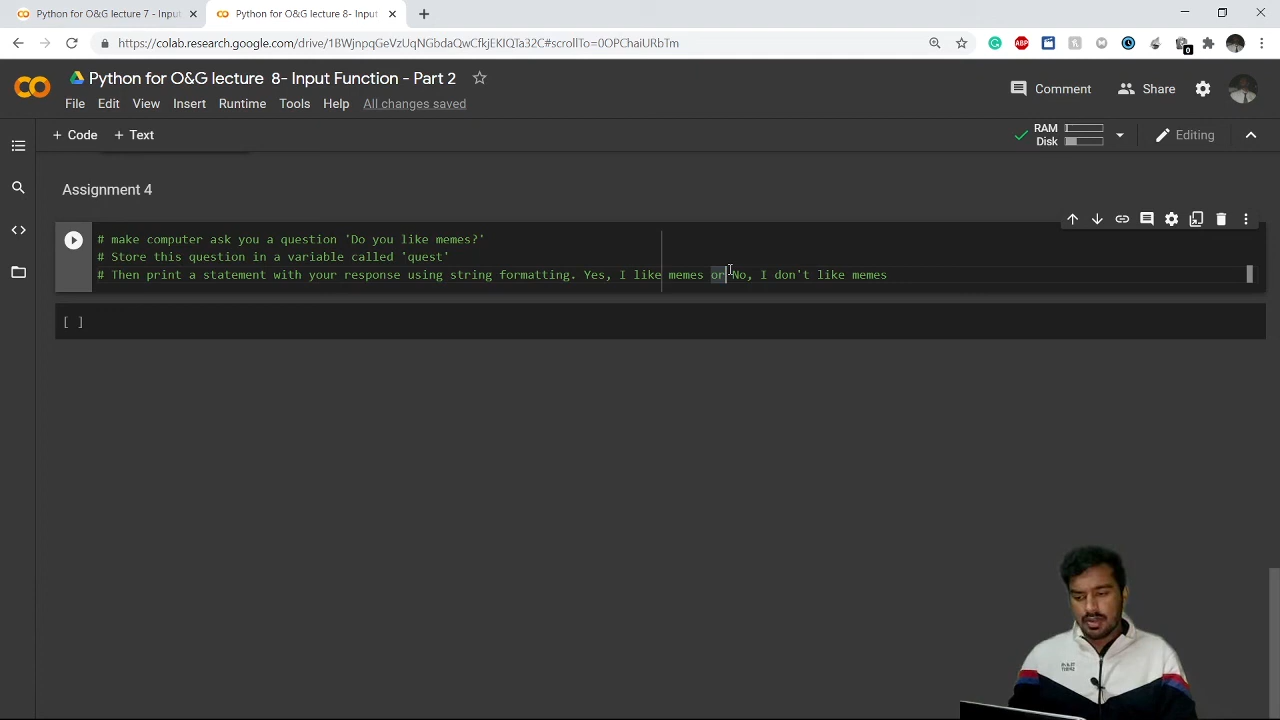 Python for O&G lecture 7 - Input
Python for O&G lecture 8- Input
https://colab.research.google.com/drive/
Python for O&G lecture 8- Input Function - Part 2
Comment
Share
File Edit View Insert Runtime Tools Help All changes saved
+ Code + Text
RAM
Disk
Editing
Assignment 4
# make computer ask you a question 'Do you like memes?'
# Store this question in a variable called 'quest'
# Then print a statement with your response using string formatting. Yes, I like memes or No, I don't like memes
[ ]